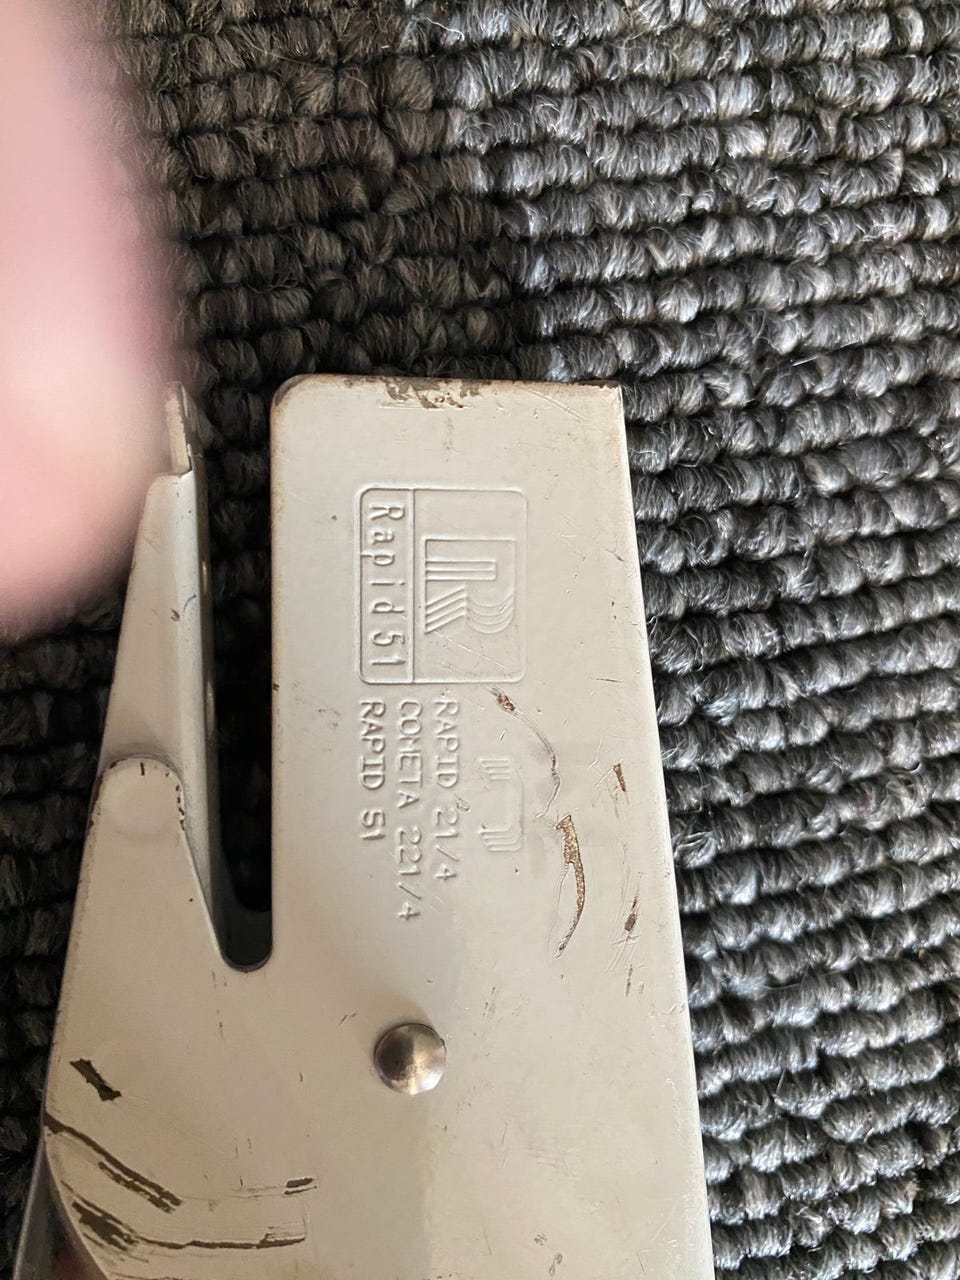 R
Rapid 51
RAPID 21/4
COMETA 221/4
RAPID 51